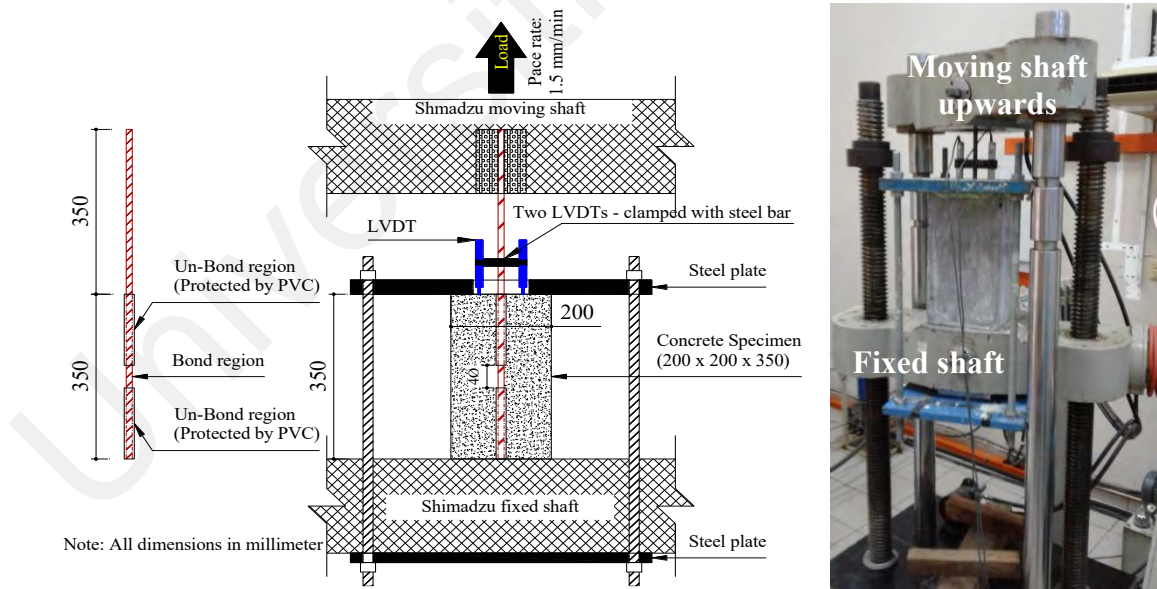 Universit
Load
Pace rate:
1.5 mm/min
Shmadzu moving shaft
350
350
Un-Bond region
(Protected by PVC)
Bond region
Un-Bond region
(Protected by PVC)
LVDT
Two LVDTs - clamped with steel bar
Steel plate
200
Concrete Specimen
(200 x 200 x 350)
350
4Ø
Shimadzu fixed shaft
Steel plate
Note: All dimensions in millimeter
Moving shaft
upwards
Fixed shaft